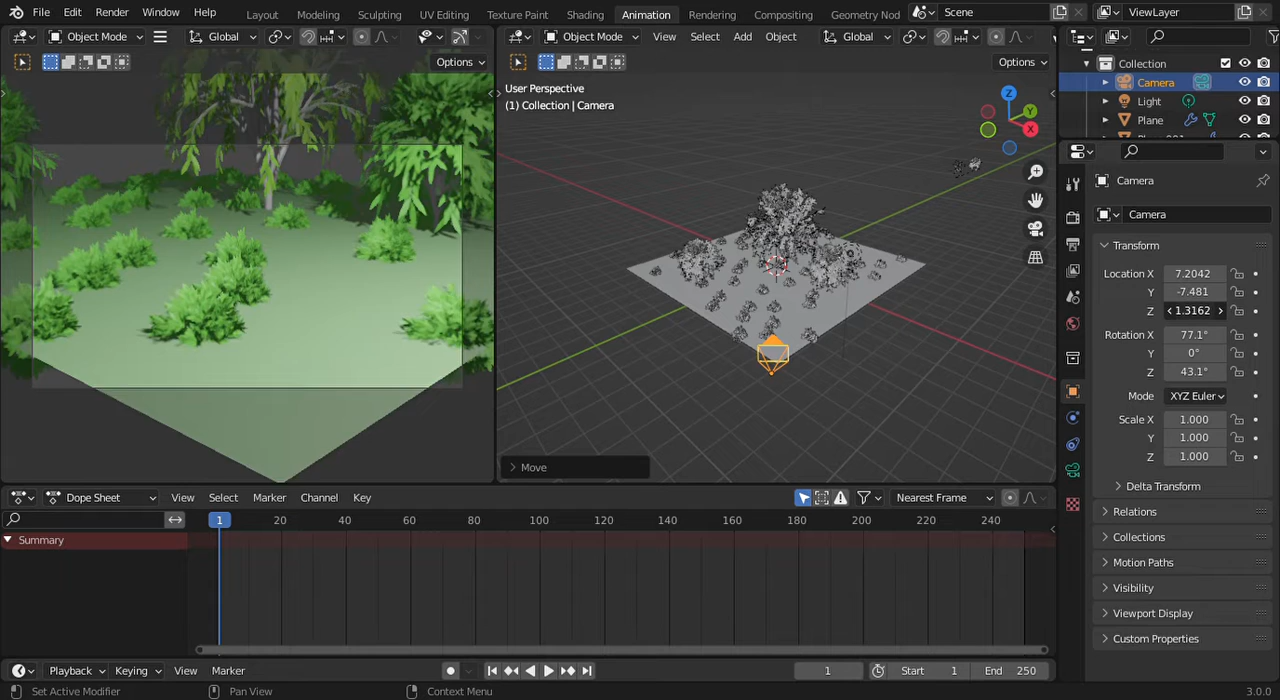 File Edit Render Window Help Layout Modeling Sculpting UV Editing Texture Paint Shading Animation Rendering Compositing Geometry Nod Scene ViewLayer
Object Mode Global Object Mode View Select Add Object Global
Options Options
User Perspective
(1) Collection | Camera
Z
Y
X
Move
Collection
Camera
Light
Plane
Camera
Camera
Transform
Location X 7.2042
Y -7.481
Z 1.3162
Rotation X 77.1°
Y 0°
Z 43.1°
Mode XYZ Euler
Scale X 1.000
Y 1.000
Z 1.000
Delta Transform
Relations
Collections
Motion Paths
Visibility
Viewport Display
Custom Properties
Dope Sheet View Select Marker Channel Key Nearest Frame
1 20 40 60 80 100 120 140 160 180 200 220 240
Summary
Playback Keying View Marker 1 Start 1 End 250
Set Active Modifier Pan View Context Menu 3.0.0